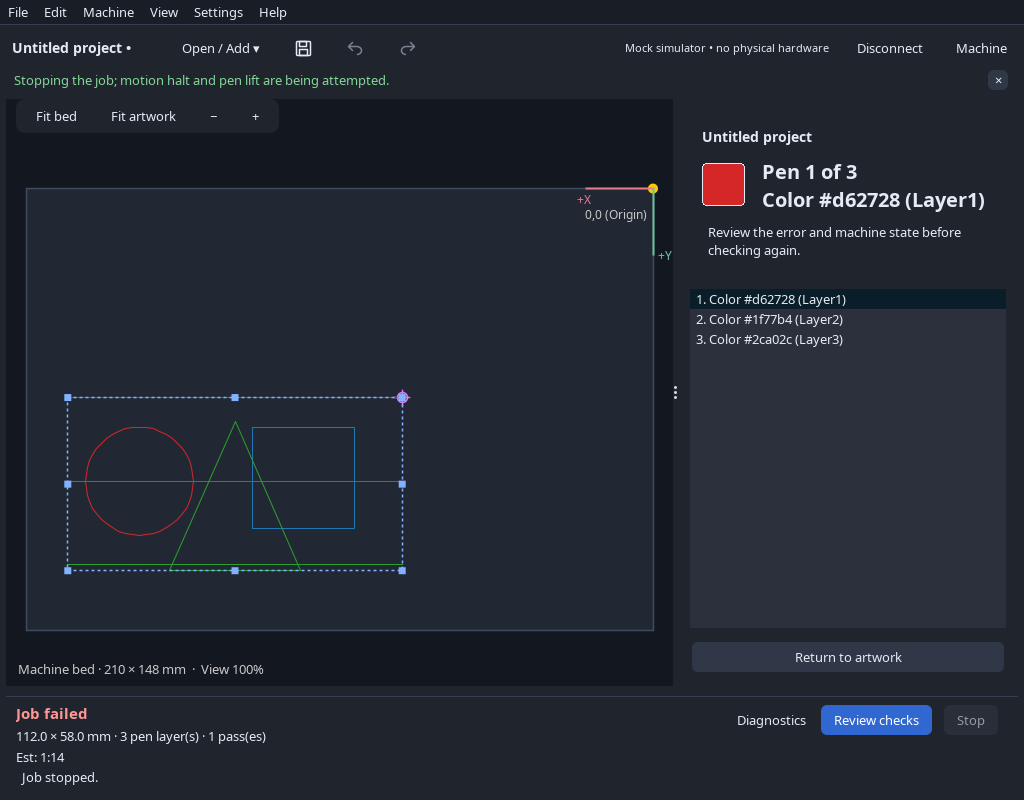 File Edit Machine View Settings Help
Untitled project • Open / Add ▾ Mock simulator • no physical hardware Disconnect Machine
Stopping the job; motion halt and pen lift are being attempted. ×
Fit bed Fit artwork − +
+X
0,0 (Origin)
+Y
Machine bed · 210 × 148 mm · View 100%
Untitled project
Pen 1 of 3
Color #d62728 (Layer1)
Review the error and machine state before
checking again.
1. Color #d62728 (Layer1)
2. Color #1f77b4 (Layer2)
3. Color #2ca02c (Layer3)
Return to artwork
Job failed
112.0 × 58.0 mm · 3 pen layer(s) · 1 pass(es)
Est: 1:14
Job stopped.
Diagnostics Review checks Stop